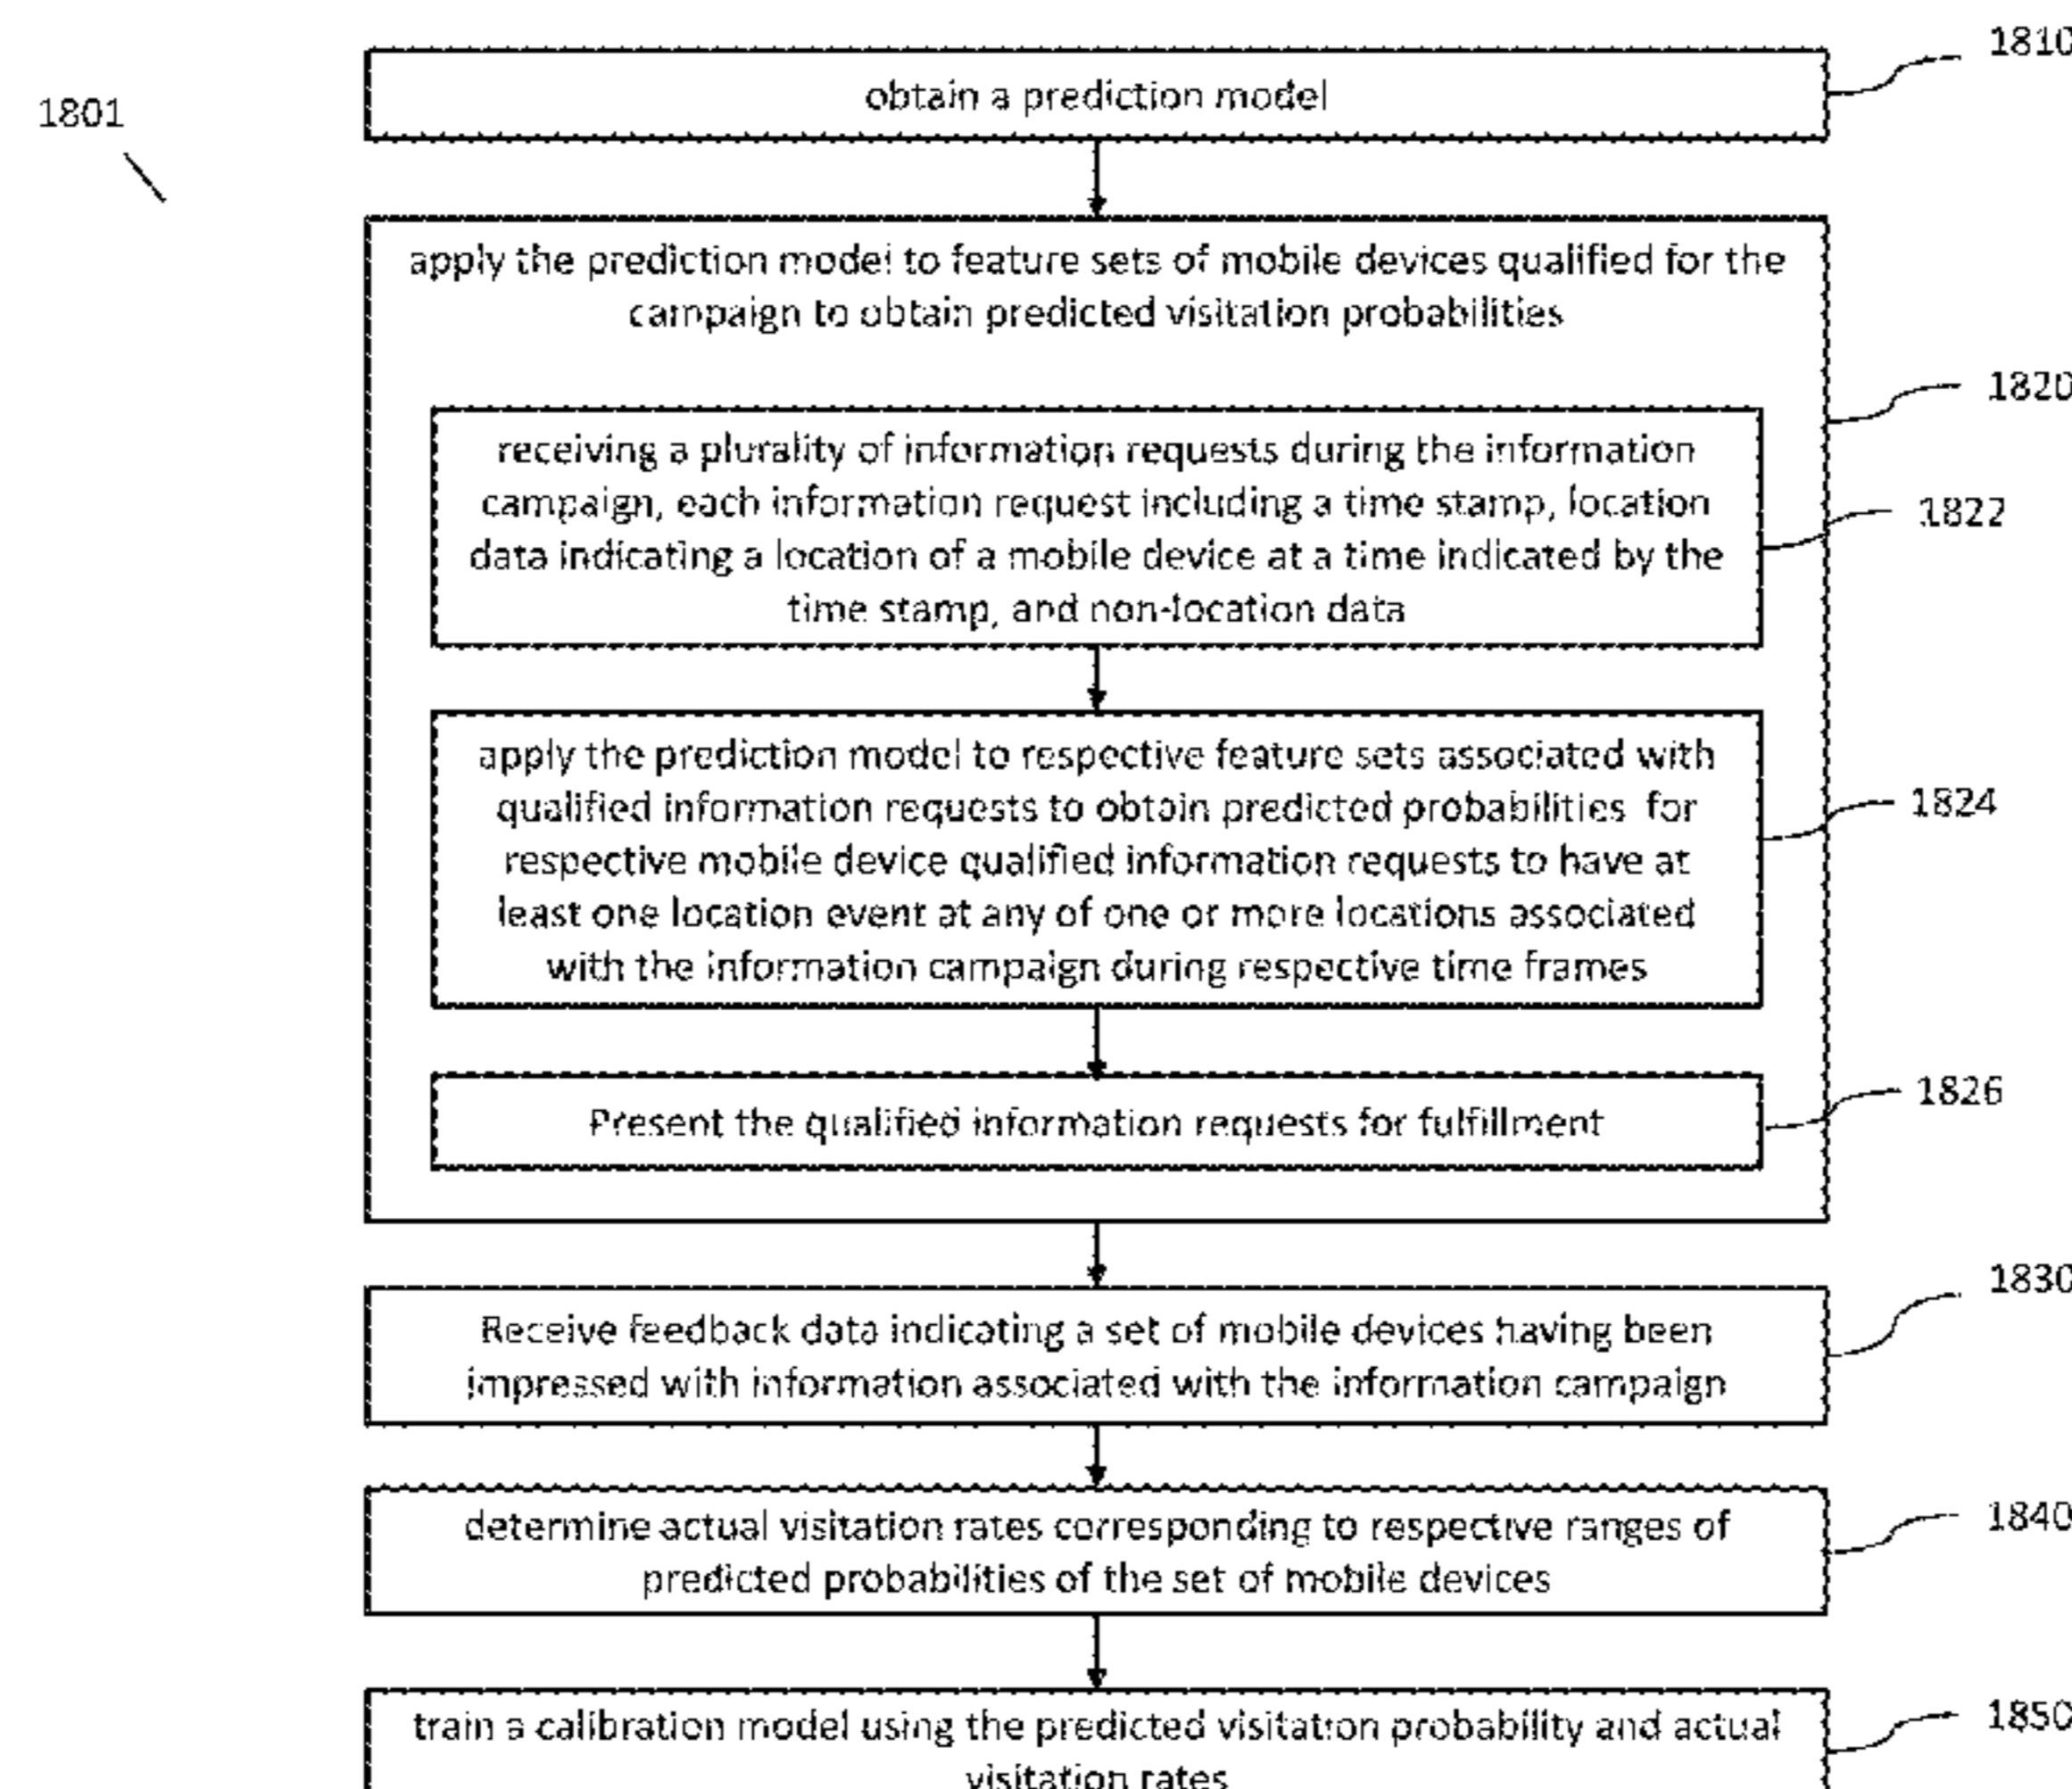 1810
obtain a prediction model
1801
apply the prediction model to feature sets of mobile devices qualified for the
campaign to obtain predicted visitation probabilities
1820
receiving a plurality of information requests during the information
campaign, each information request including a time stamp, location
data indicating a location of a mobile device at a time indicated by the
time stamp, and non-location data
1822
apply the prediction model to respective feature sets associated with
qualified information requests to obtain predicted probabilities for
respective mobile device qualified information requests to have at
least one location event at any of one or more locations associated
with the information campaign during respective time frames
1824
Present the qualified information requests for fulfillment
1826
Receive feedback data indicating a set of mobile devices having been
impressed with information associated with the information campaign
1830
determine actual visitation rates corresponding to respective ranges of
predicted probabilities of the set of mobile devices
1840
train a calibration model using the predicted visitation probability and actual
visitation rates
1850